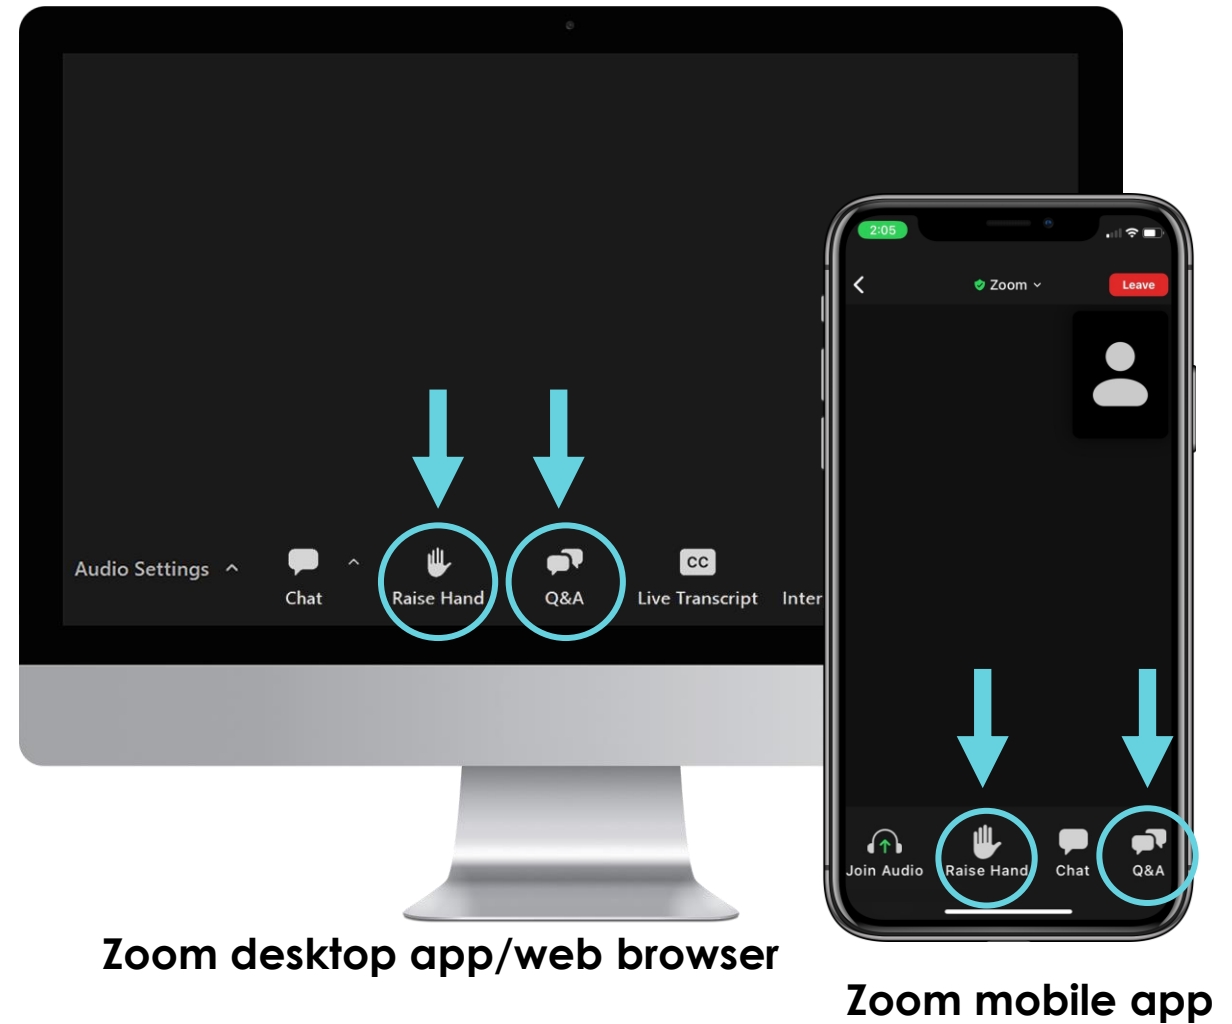 2:05
Zoom
Leave
Audio Settings
Chat
Raise Hand
Q&A
CC
Live Transcript
Inter
Join Audio
Raise Hand
Chat
Q&A
Zoom desktop app/web browser
Zoom mobile app